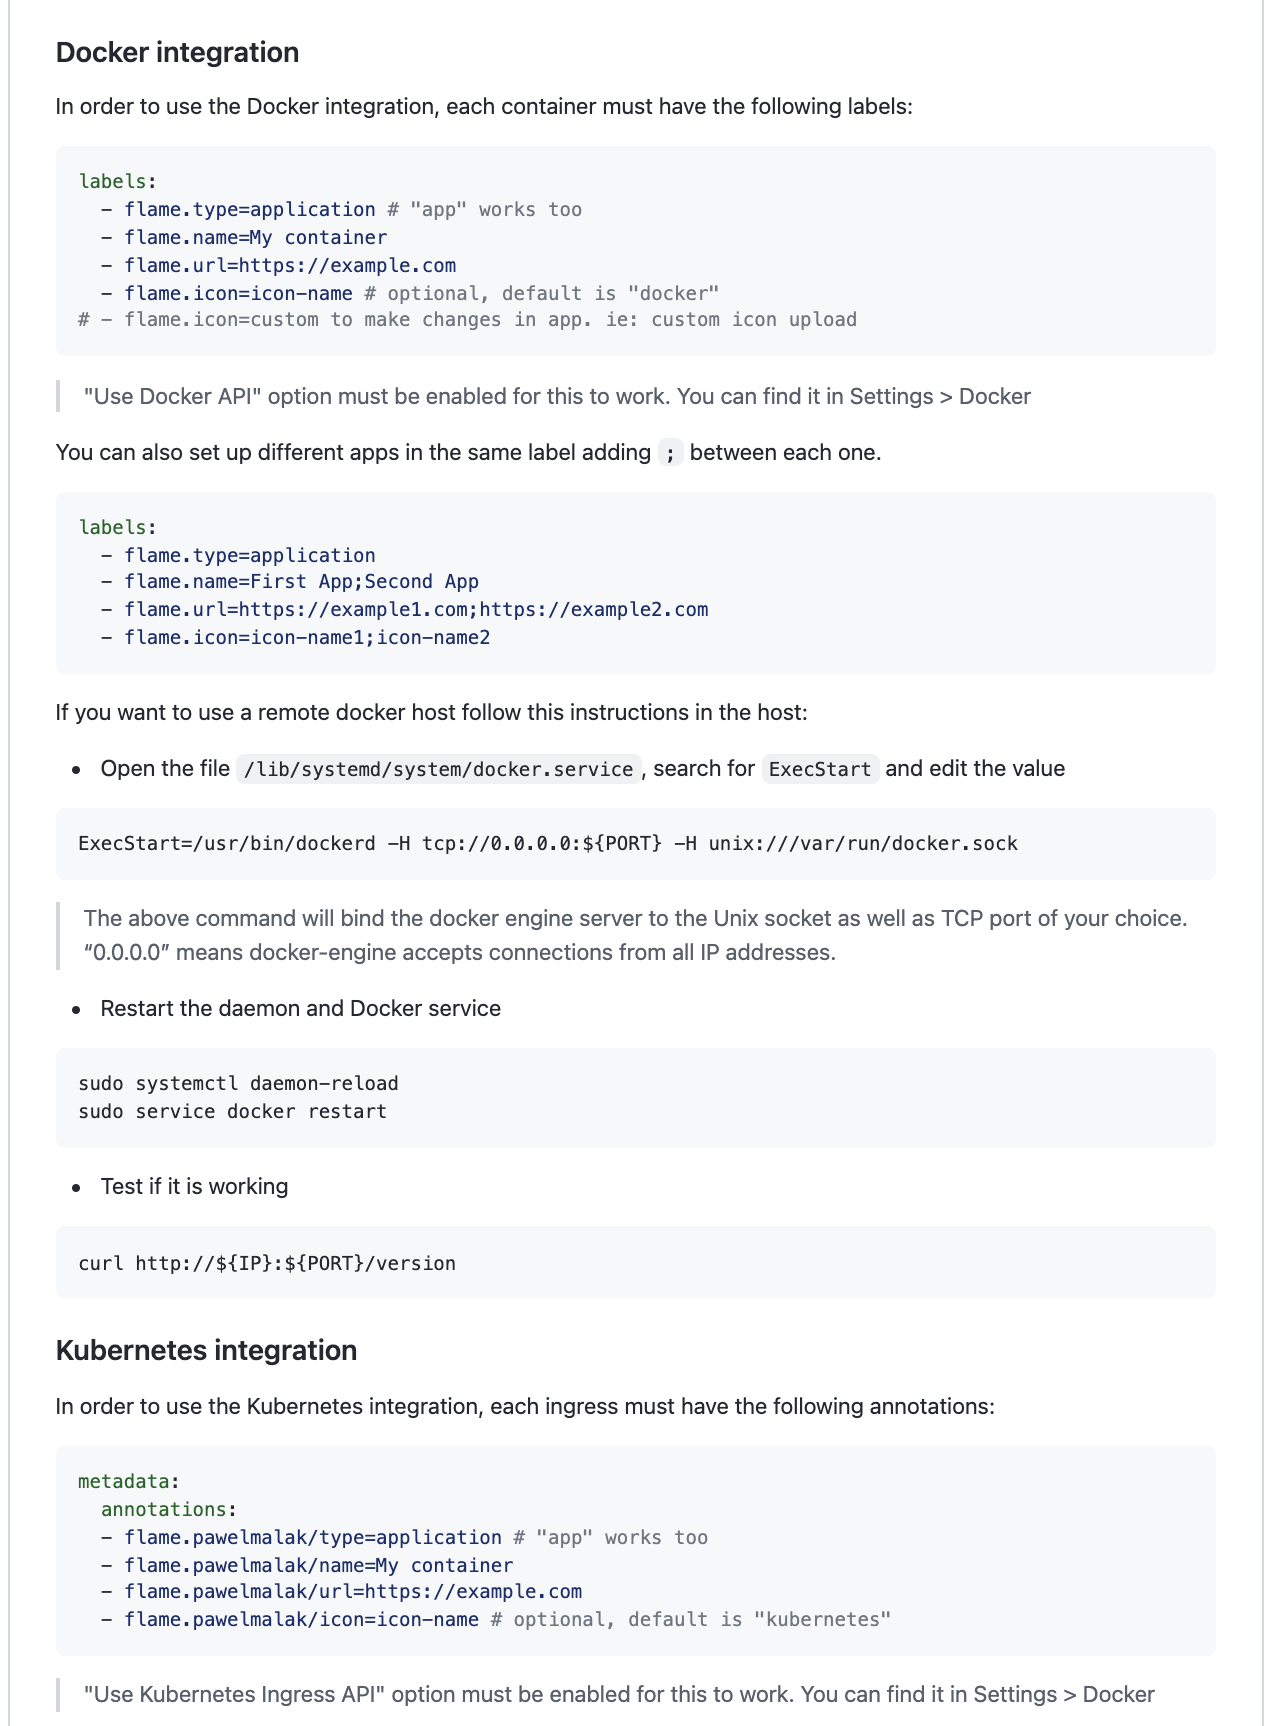 Docker integration
In order to use the Docker integration, each container must have the following labels:
labels:
  - flame.type=application # "app" works too
  - flame.name=My container
  - flame.url=https://example.com
  - flame.icon=icon-name # optional, default is "docker"
# - flame.icon=custom to make changes in app. ie: custom icon upload
"Use Docker API" option must be enabled for this to work. You can find it in Settings > Docker
You can also set up different apps in the same label adding ; between each one.
labels:
  - flame.type=application
  - flame.name=First App;Second App
  - flame.url=https://example1.com;https://example2.com
  - flame.icon=icon-name1;icon-name2
If you want to use a remote docker host follow this instructions in the host:
• Open the file /lib/systemd/system/docker.service, search for ExecStart and edit the value
ExecStart=/usr/bin/dockerd -H tcp://0.0.0.0:${PORT} -H unix:///var/run/docker.sock
The above command will bind the docker engine server to the Unix socket as well as TCP port of your choice.
“0.0.0.0” means docker-engine accepts connections from all IP addresses.
• Restart the daemon and Docker service
sudo systemctl daemon-reload
sudo service docker restart
• Test if it is working
curl http://${IP}:${PORT}/version
Kubernetes integration
In order to use the Kubernetes integration, each ingress must have the following annotations:
metadata:
  annotations:
  - flame.pawelmalak/type=application # "app" works too
  - flame.pawelmalak/name=My container
  - flame.pawelmalak/url=https://example.com
  - flame.pawelmalak/icon=icon-name # optional, default is "kubernetes"
"Use Kubernetes Ingress API" option must be enabled for this to work. You can find it in Settings > Docker